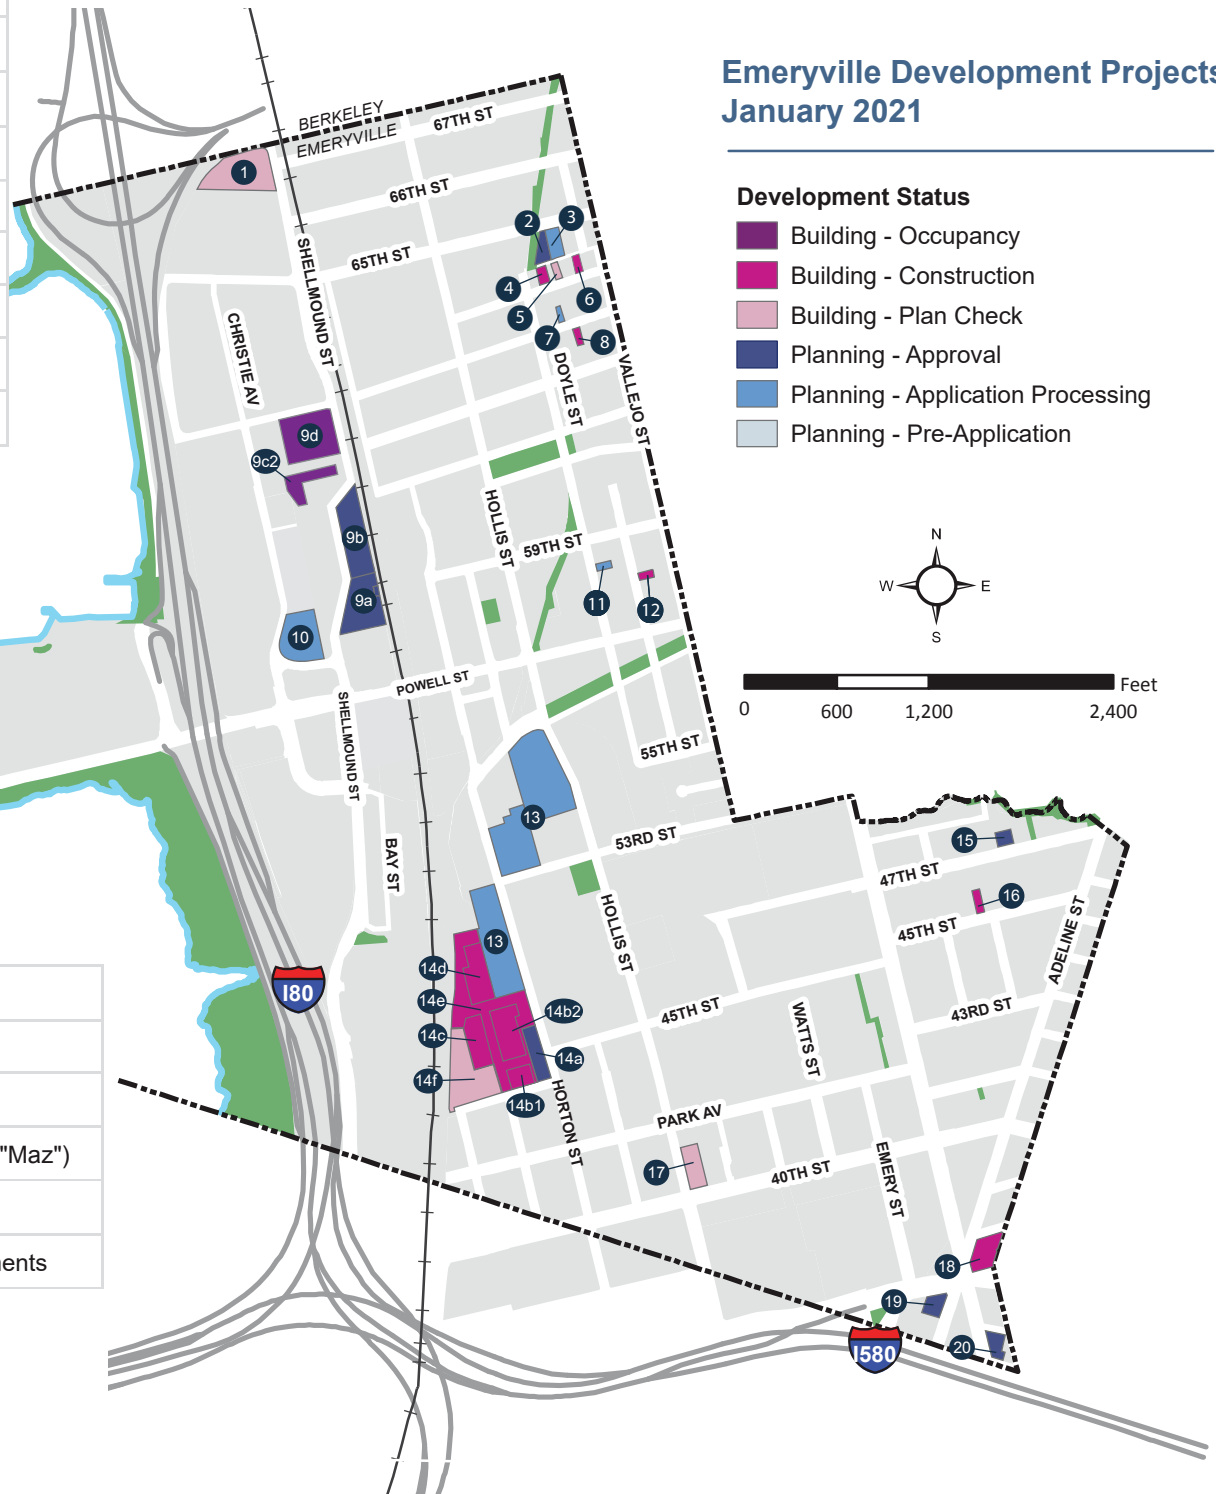 Emeryville Development Projects
January 2021
Development Status
Building - Occupancy
Building - Construction
Building - Plan Check
Planning - Approval
Planning - Application Processing
Planning - Pre-Application
N
W E
S
Feet
0 600 1,200 2,400
BERKELEY
EMERYVILLE
67TH ST
1
66TH ST
2
3
65TH ST
SHELLMOUND ST
4
5
6
7
8
CHRISTIE AV
DOYLE ST
VALLEJO ST
9d
9c2
HOLLIS ST
9b
59TH ST
9a
11
12
10
POWELL ST
SHELLMOUND ST
55TH ST
13
53RD ST
BAY ST
15
47TH ST
16
HOLLIS ST
45TH ST
ADELINE ST
13
14d
I80
14e
14b2
45TH ST
43RD ST
14c
WATTS ST
14a
14f
14b1
HORTON ST
PARK AV
"Maz")
17
40TH ST
EMERY ST
ents
18
19
20
I580